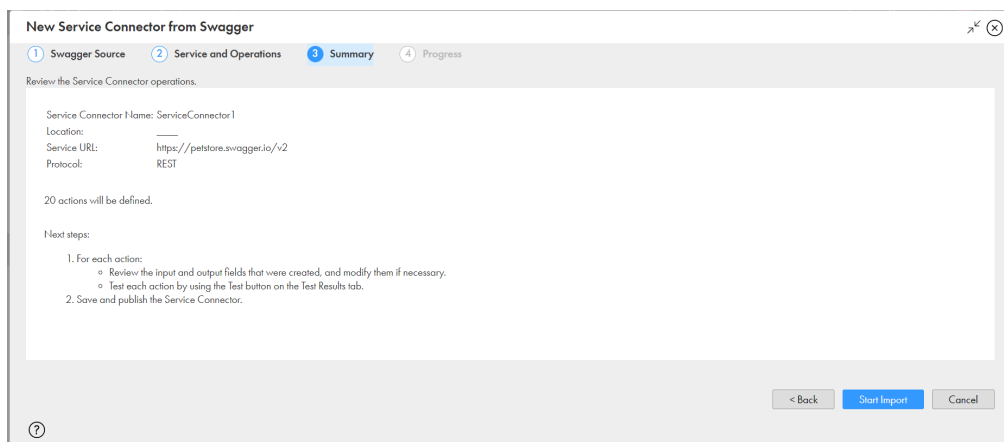 New Service Connector from Swagger
1 Swagger Source 2 Service and Operations 3 Summary 4 Progress
Review the Service Connector operations.
Service Connector Name: ServiceConnector1
Location: ____
Service URL: https://petstore.swagger.io/v2
Protocol: REST
20 actions will be defined.
Next steps:
1. For each action:
Review the input and output fields that were created, and modify them if necessary.
Test each action by using the Test button on the Test Results tab.
2. Save and publish the Service Connector.
< Back Start Import Cancel
?